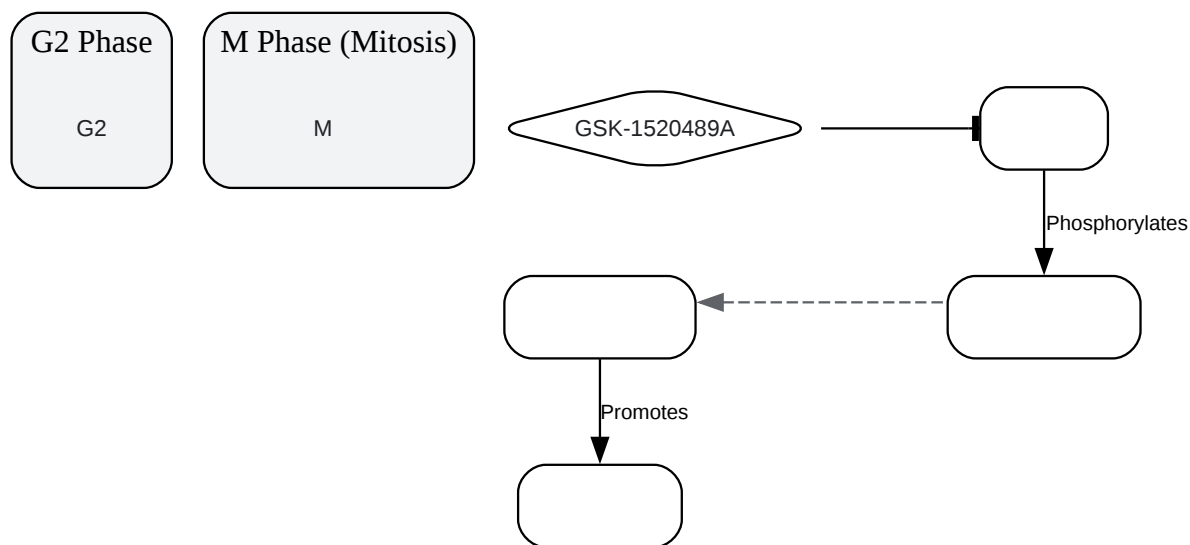 G2 Phase
M Phase (Mitosis)
G2
M
GSK-1520489A
Phosphorylates
Promotes